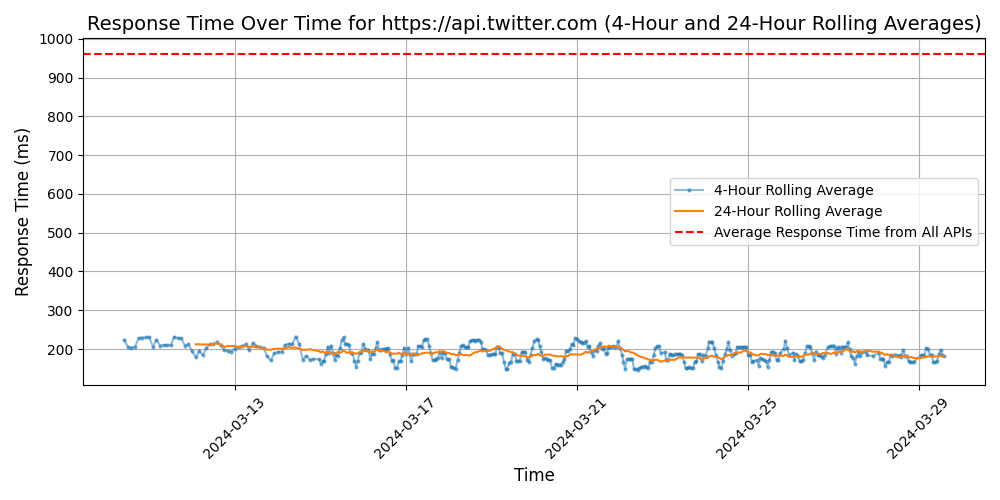 Response Time Over Time for https://api.twitter.com (4-Hour and 24-Hour Rolling Averages)
1000
900
800
700
600
500
400
300
200
Response Time (ms)
4-Hour Rolling Average
24-Hour Rolling Average
Average Response Time from All APIs
2024-03-13
2024-03-17
2024-03-21
2024-03-25
2024-03-29
Time